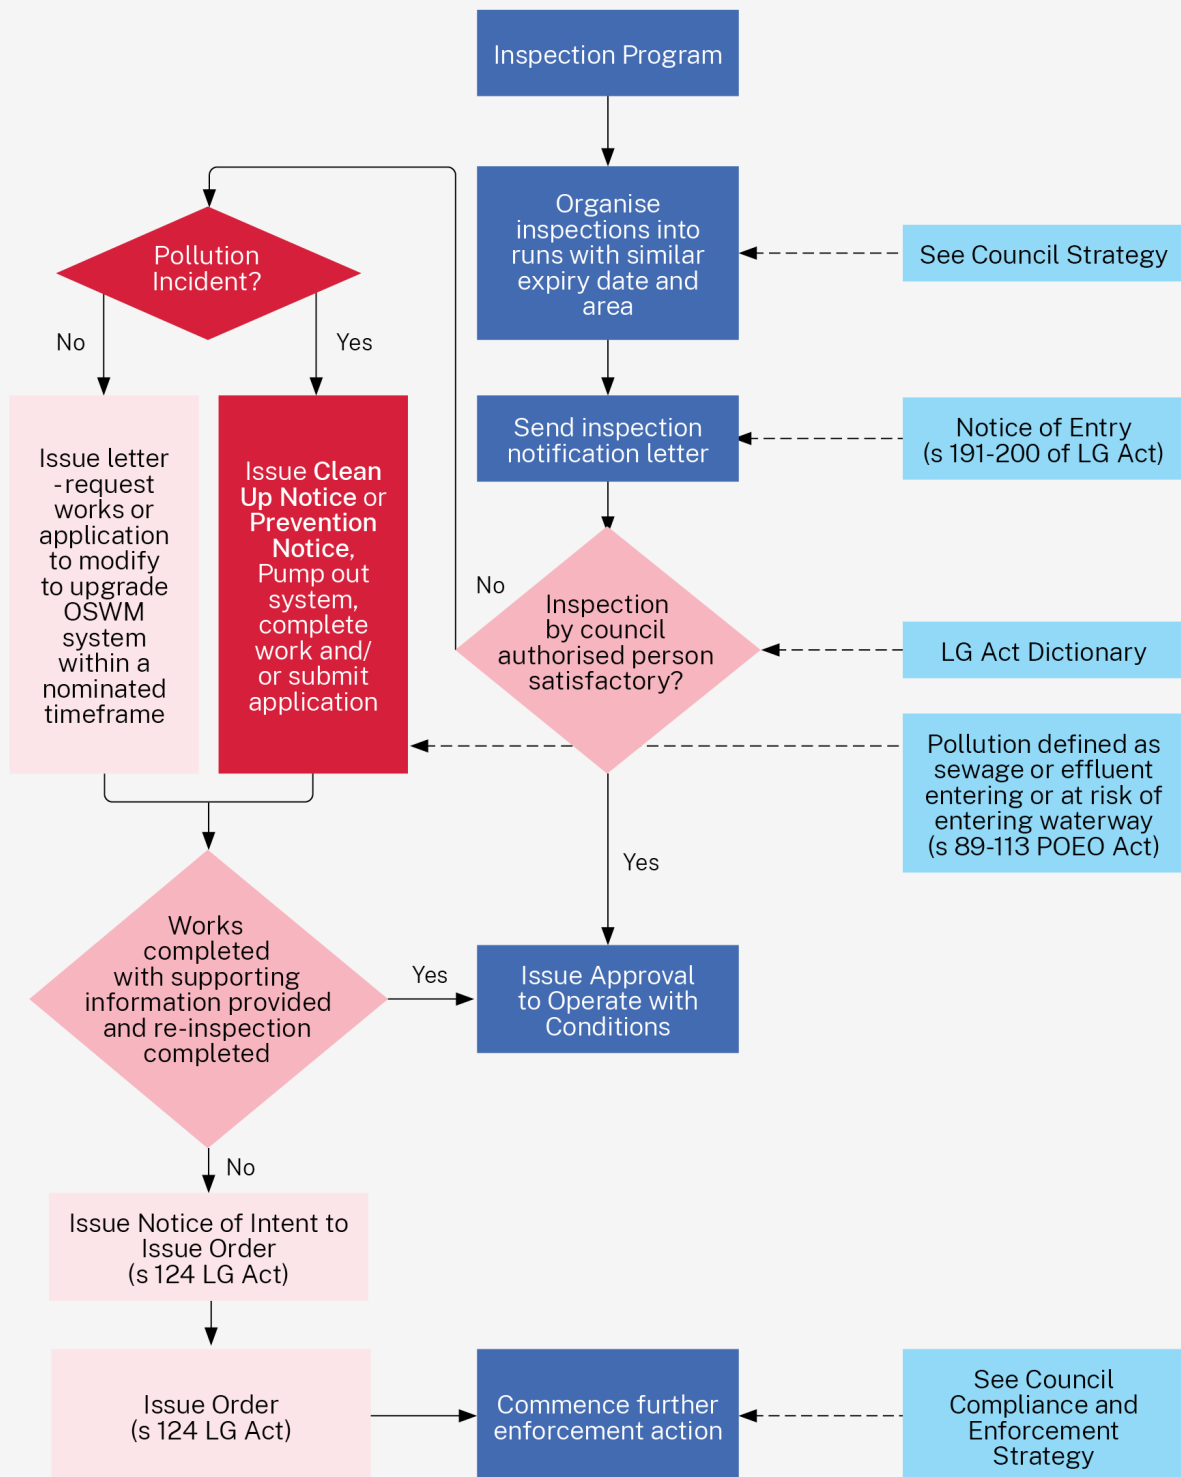 Inspection Program
Organise
inspections into
runs with similar
expiry date and
area
See Council Strategy
Pollution
Incident?
No
Yes
Send inspection
notification letter
Notice of Entry
(s 191-200 of LG Act)
Issue letter
-request
works or
application
to modify
to upgrade
OSWM
system
within a
nominated
timeframe
Issue Clean
Up Notice or
Prevention
Notice,
Pump out
system,
complete
work and/
or submit
application
No
Inspection
by council
authorised person
satisfactory?
LG Act Dictionary
Pollution defined as
sewage or effluent
entering or at risk of
entering waterway
(s 89-113 POEO Act)
Yes
Works
completed
with supporting
information provided
and re-inspection
completed
Yes
Issue Approval
to Operate with
Conditions
No
Issue Notice of Intent to
Issue Order
(s 124 LG Act)
Issue Order
(s 124 LG Act)
Commence further
enforcement action
See Council
Compliance and
Enforcement
Strategy